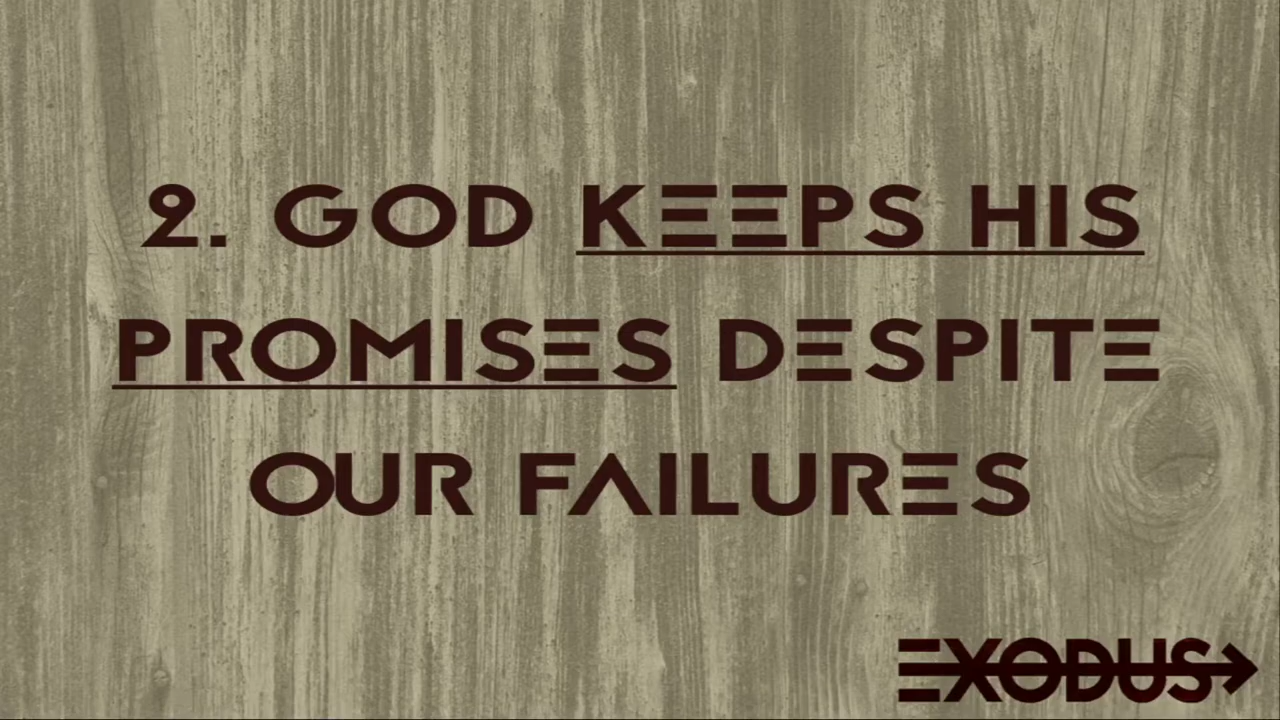 2. GOD KEEPS HIS
PROMISES DESPITE
OUR FAILURES
EXODUS